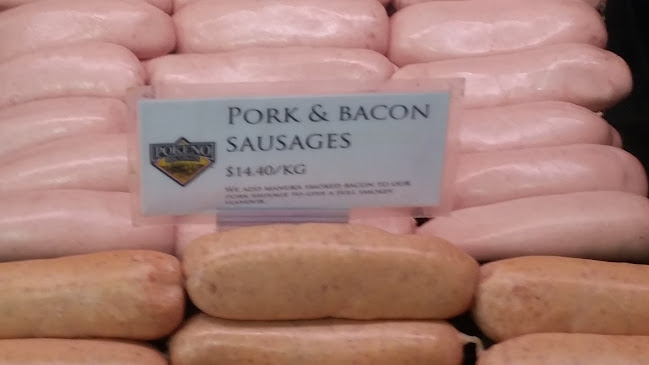 PORK & BACON
SAUSAGES
POKENO
$14.40/KG
WE ADD MANUKA SMOKED BACON TO OUR
PORK SAUSAGE TO GIVE A FULL SMOKEY
FLAVOUR.